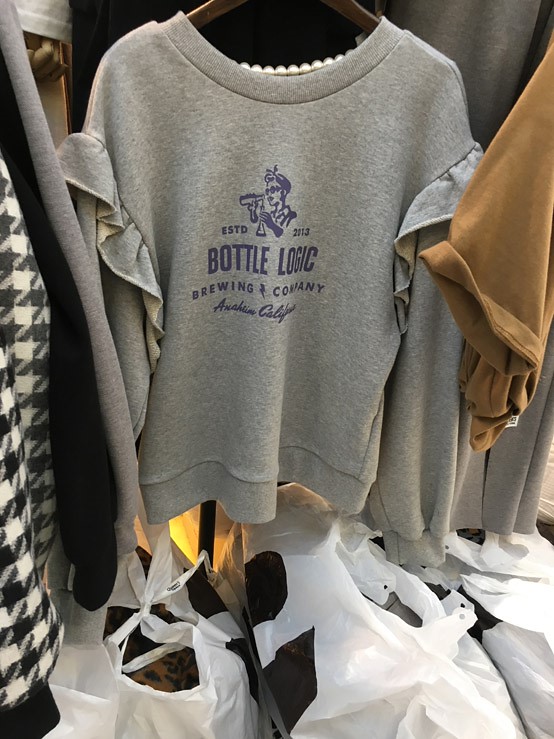 ESTD 2013
BOTTLE LOGIC
BREWING COMPANY
Anaheim California